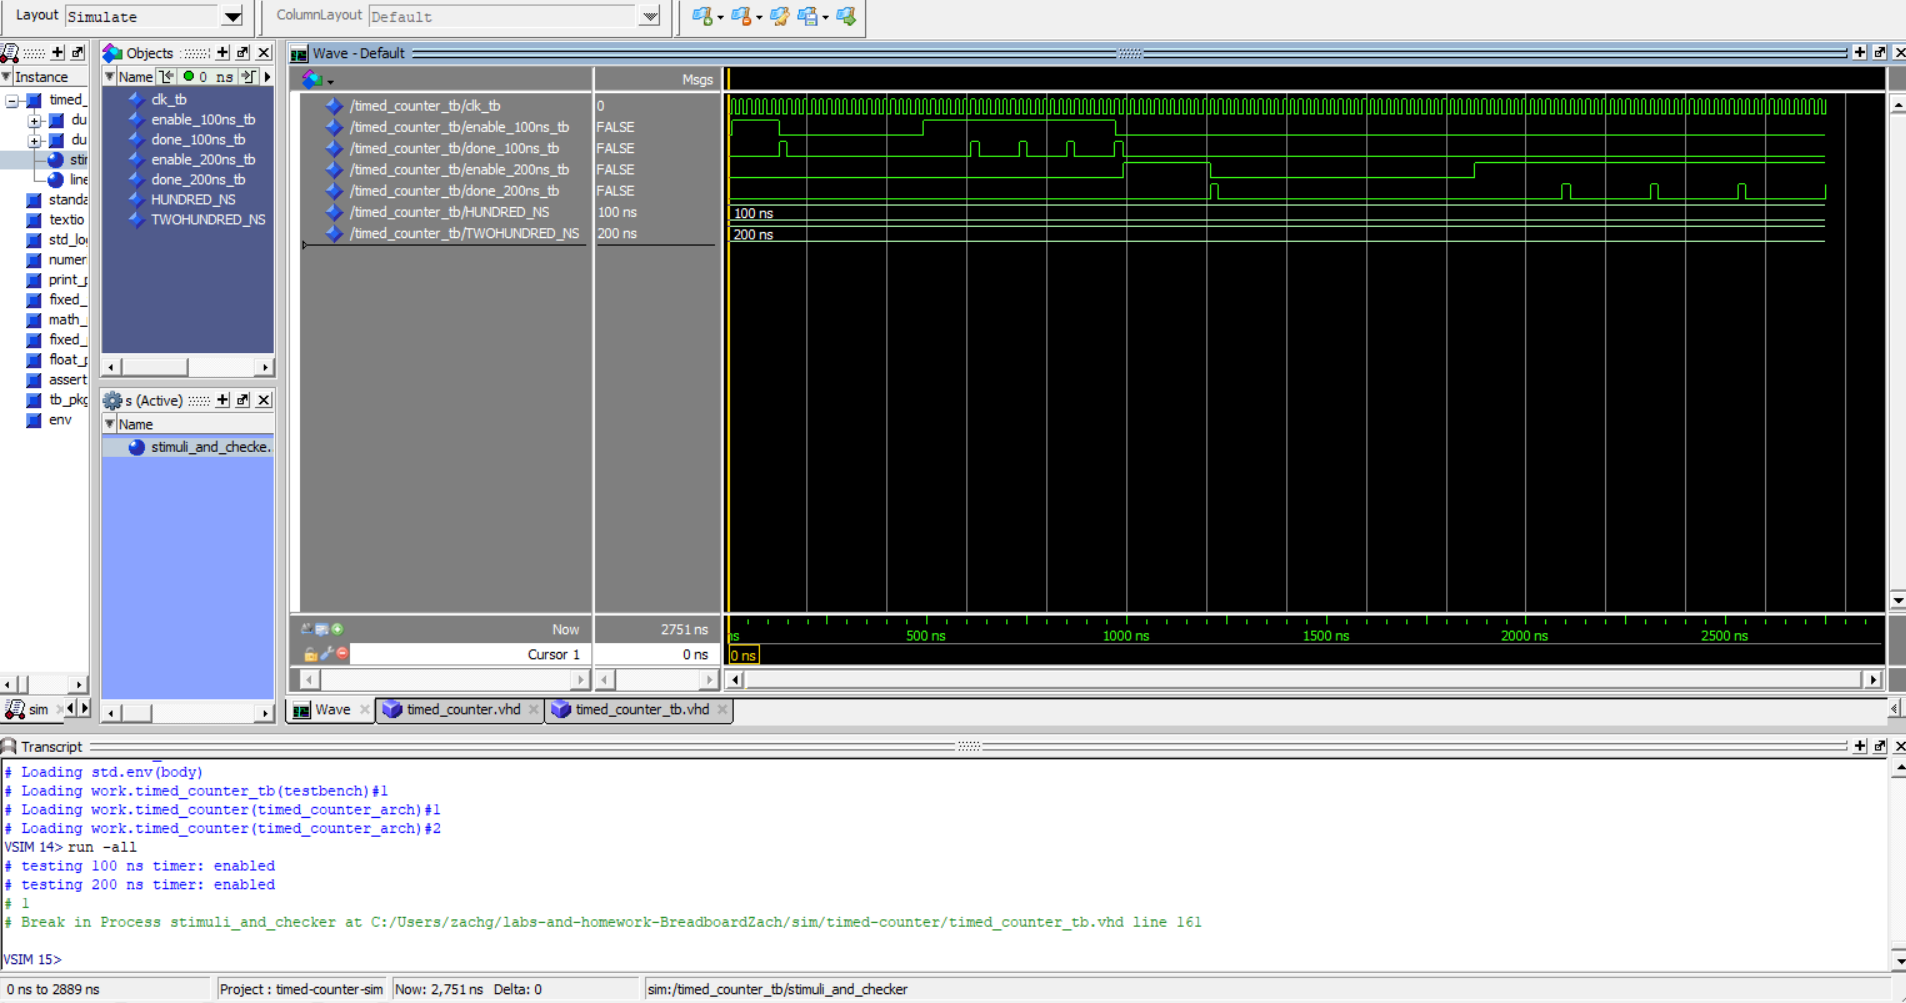 Layout Simulate
ColumnLayout Default
Instance
timed_
du
du
stir
line
standa
textio
std_lo
numer
print_p
fixed_
math_
fixed_
float_p
assert
tb_pkg
env
sim
Objects
Name 0 ns
clk_tb
enable_100ns_tb
done_100ns_tb
enable_200ns_tb
done_200ns_tb
HUNDRED_NS
TWOHUNDRED_NS
s (Active)
Name
stimuli_and_checke..
Wave - Default
Msgs
/timed_counter_tb/clk_tb 0
/timed_counter_tb/enable_100ns_tb FALSE
/timed_counter_tb/done_100ns_tb FALSE
/timed_counter_tb/enable_200ns_tb FALSE
/timed_counter_tb/done_200ns_tb FALSE
/timed_counter_tb/HUNDRED_NS 100 ns 100 ns
/timed_counter_tb/TWOHUNDRED_NS 200 ns 200 ns
Now 2751 ns ns 500 ns 1000 ns 1500 ns 2000 ns 2500 ns
Cursor 1 0 ns 0 ns
Wave timed_counter.vhd timed_counter_tb.vhd
Transcript
# Loading std.env(body)
# Loading work.timed_counter_tb(testbench)#1
# Loading work.timed_counter(timed_counter_arch)#1
# Loading work.timed_counter(timed_counter_arch)#2
VSIM 14> run -all
# testing 100 ns timer: enabled
# testing 200 ns timer: enabled
# 1
# Break in Process stimuli_and_checker at C:/Users/zachg/labs-and-homework-BreadboardZach/sim/timed-counter/timed_counter_tb.vhd line 161
VSIM 15>
0 ns to 2889 ns Project : timed-counter-sim Now: 2,751 ns Delta: 0 sim:/timed_counter_tb/stimuli_and_checker